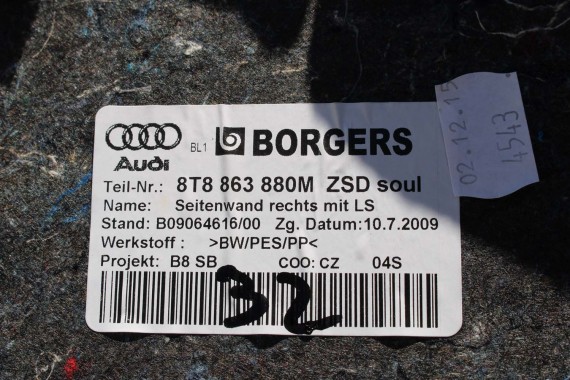 BL1 BORGERS
Audi
Teil-Nr.: 8T8 863 880M ZSD soul
Name: Seitenwand rechts mit LS
Stand: B09064616/00 Zg. Datum:10.7.2009
Werkstoff : >BW/PES/PP<
Projekt: B8 SB COO: CZ 04S
32
02.12.15
4543